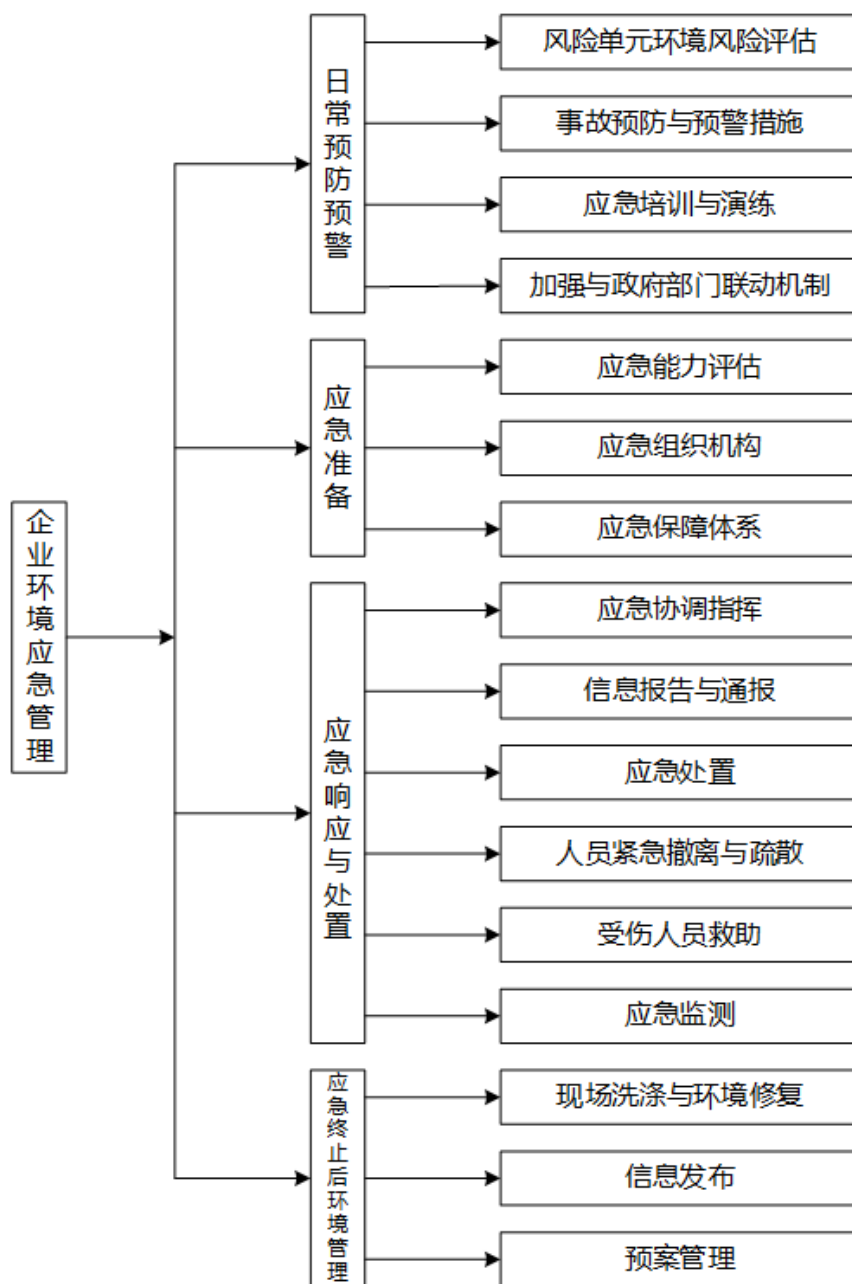 企业环境应急管理
日常预防预警
风险单元环境风险评估
事故预防与预警措施
应急培训与演练
加强与政府部门联动机制
应急准备
应急能力评估
应急组织机构
应急保障体系
应急响应与处置
应急协调指挥
信息报告与通报
应急处置
人员紧急撤离与疏散
受伤人员救助
应急监测
应急终止后环境管理
现场洗涤与环境修复
信息发布
预案管理